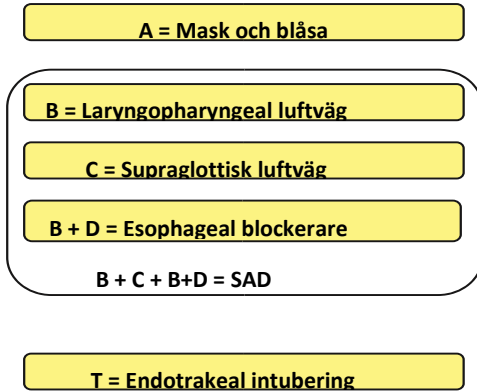 A = Mask och blåsa
B = Laryngopharyngeal luftväg
C = Supraglottisk luftväg
B + D = Esophageal blockerare
B + C + B+D = SAD
T = Endotrakeal intubering